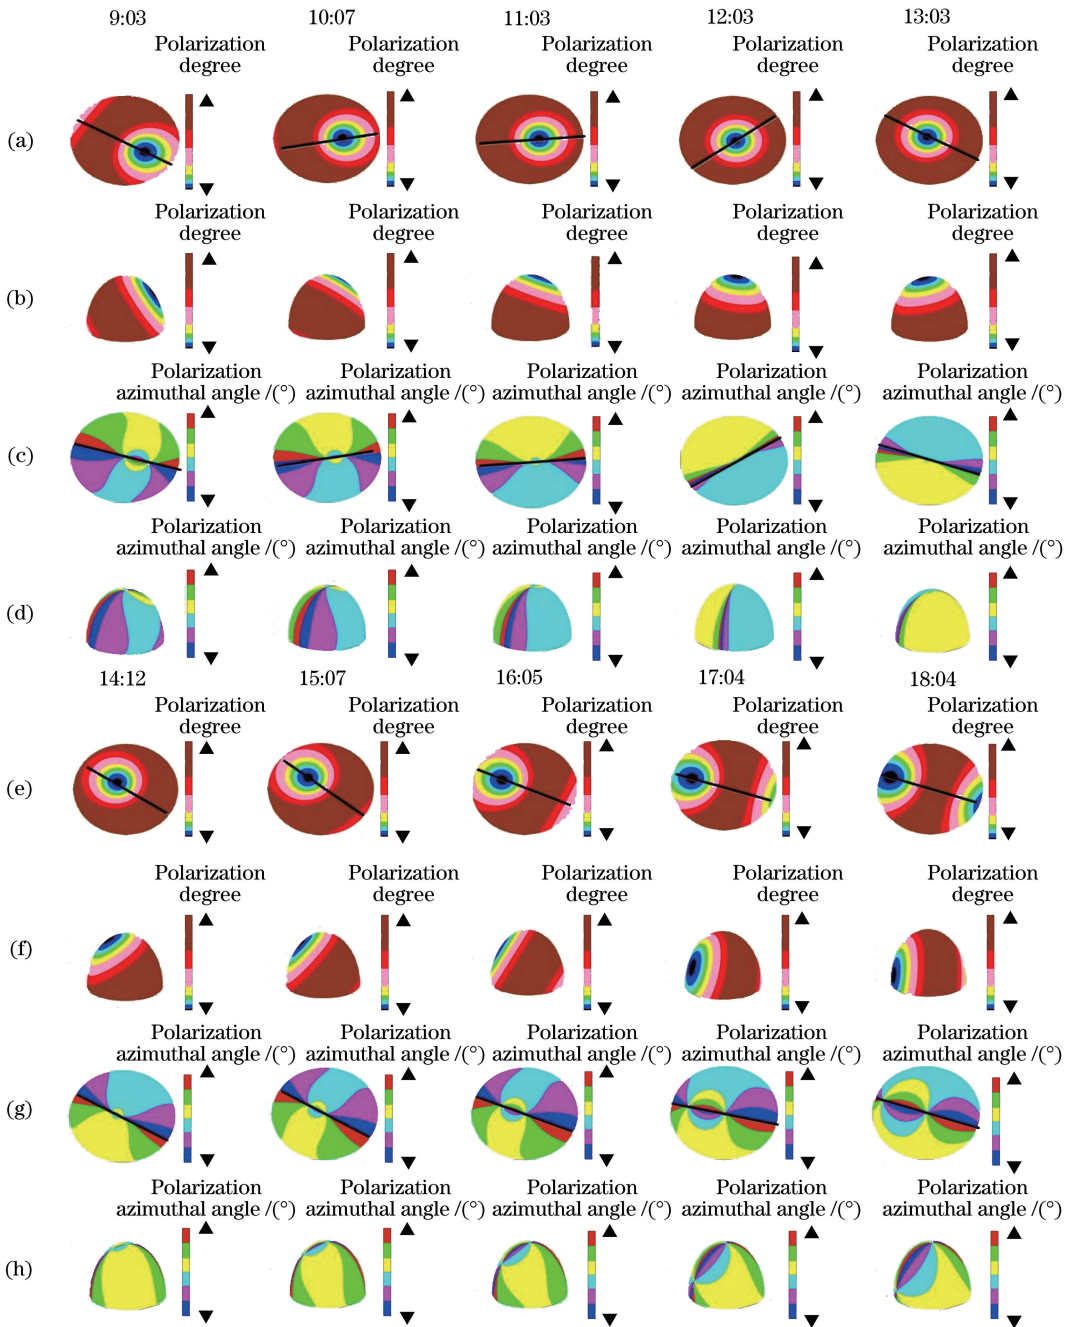 9:03 10:07 11:03 12:03 13:03
Polarization Polarization Polarization Polarization Polarization
degree degree degree degree degree
(a)
Polarization Polarization Polarization Polarization Polarization
degree degree degree degree degree
(b)
Polarization Polarization Polarization Polarization Polarization
azimuthal angle /(°) azimuthal angle /(°) azimuthal angle /(°) azimuthal angle /(°) azimuthal angle /(°)
(c)
Polarization Polarization Polarization Polarization Polarization
azimuthal angle /(°) azimuthal angle /(°) azimuthal angle /(°) azimuthal angle /(°) azimuthal angle /(°)
(d)
14:12 15:07 16:05 17:04 18:04
Polarization Polarization Polarization Polarization Polarization
degree degree degree degree degree
(e)
Polarization Polarization Polarization Polarization Polarization
degree degree degree degree degree
(f)
Polarization Polarization Polarization Polarization Polarization
azimuthal angle /(°) azimuthal angle /(°) azimuthal angle /(°) azimuthal angle /(°) azimuthal angle /(°)
(g)
Polarization Polarization Polarization Polarization Polarization
azimuthal angle /(°) azimuthal angle /(°) azimuthal angle /(°) azimuthal angle /(°) azimuthal angle /(°)
(h)